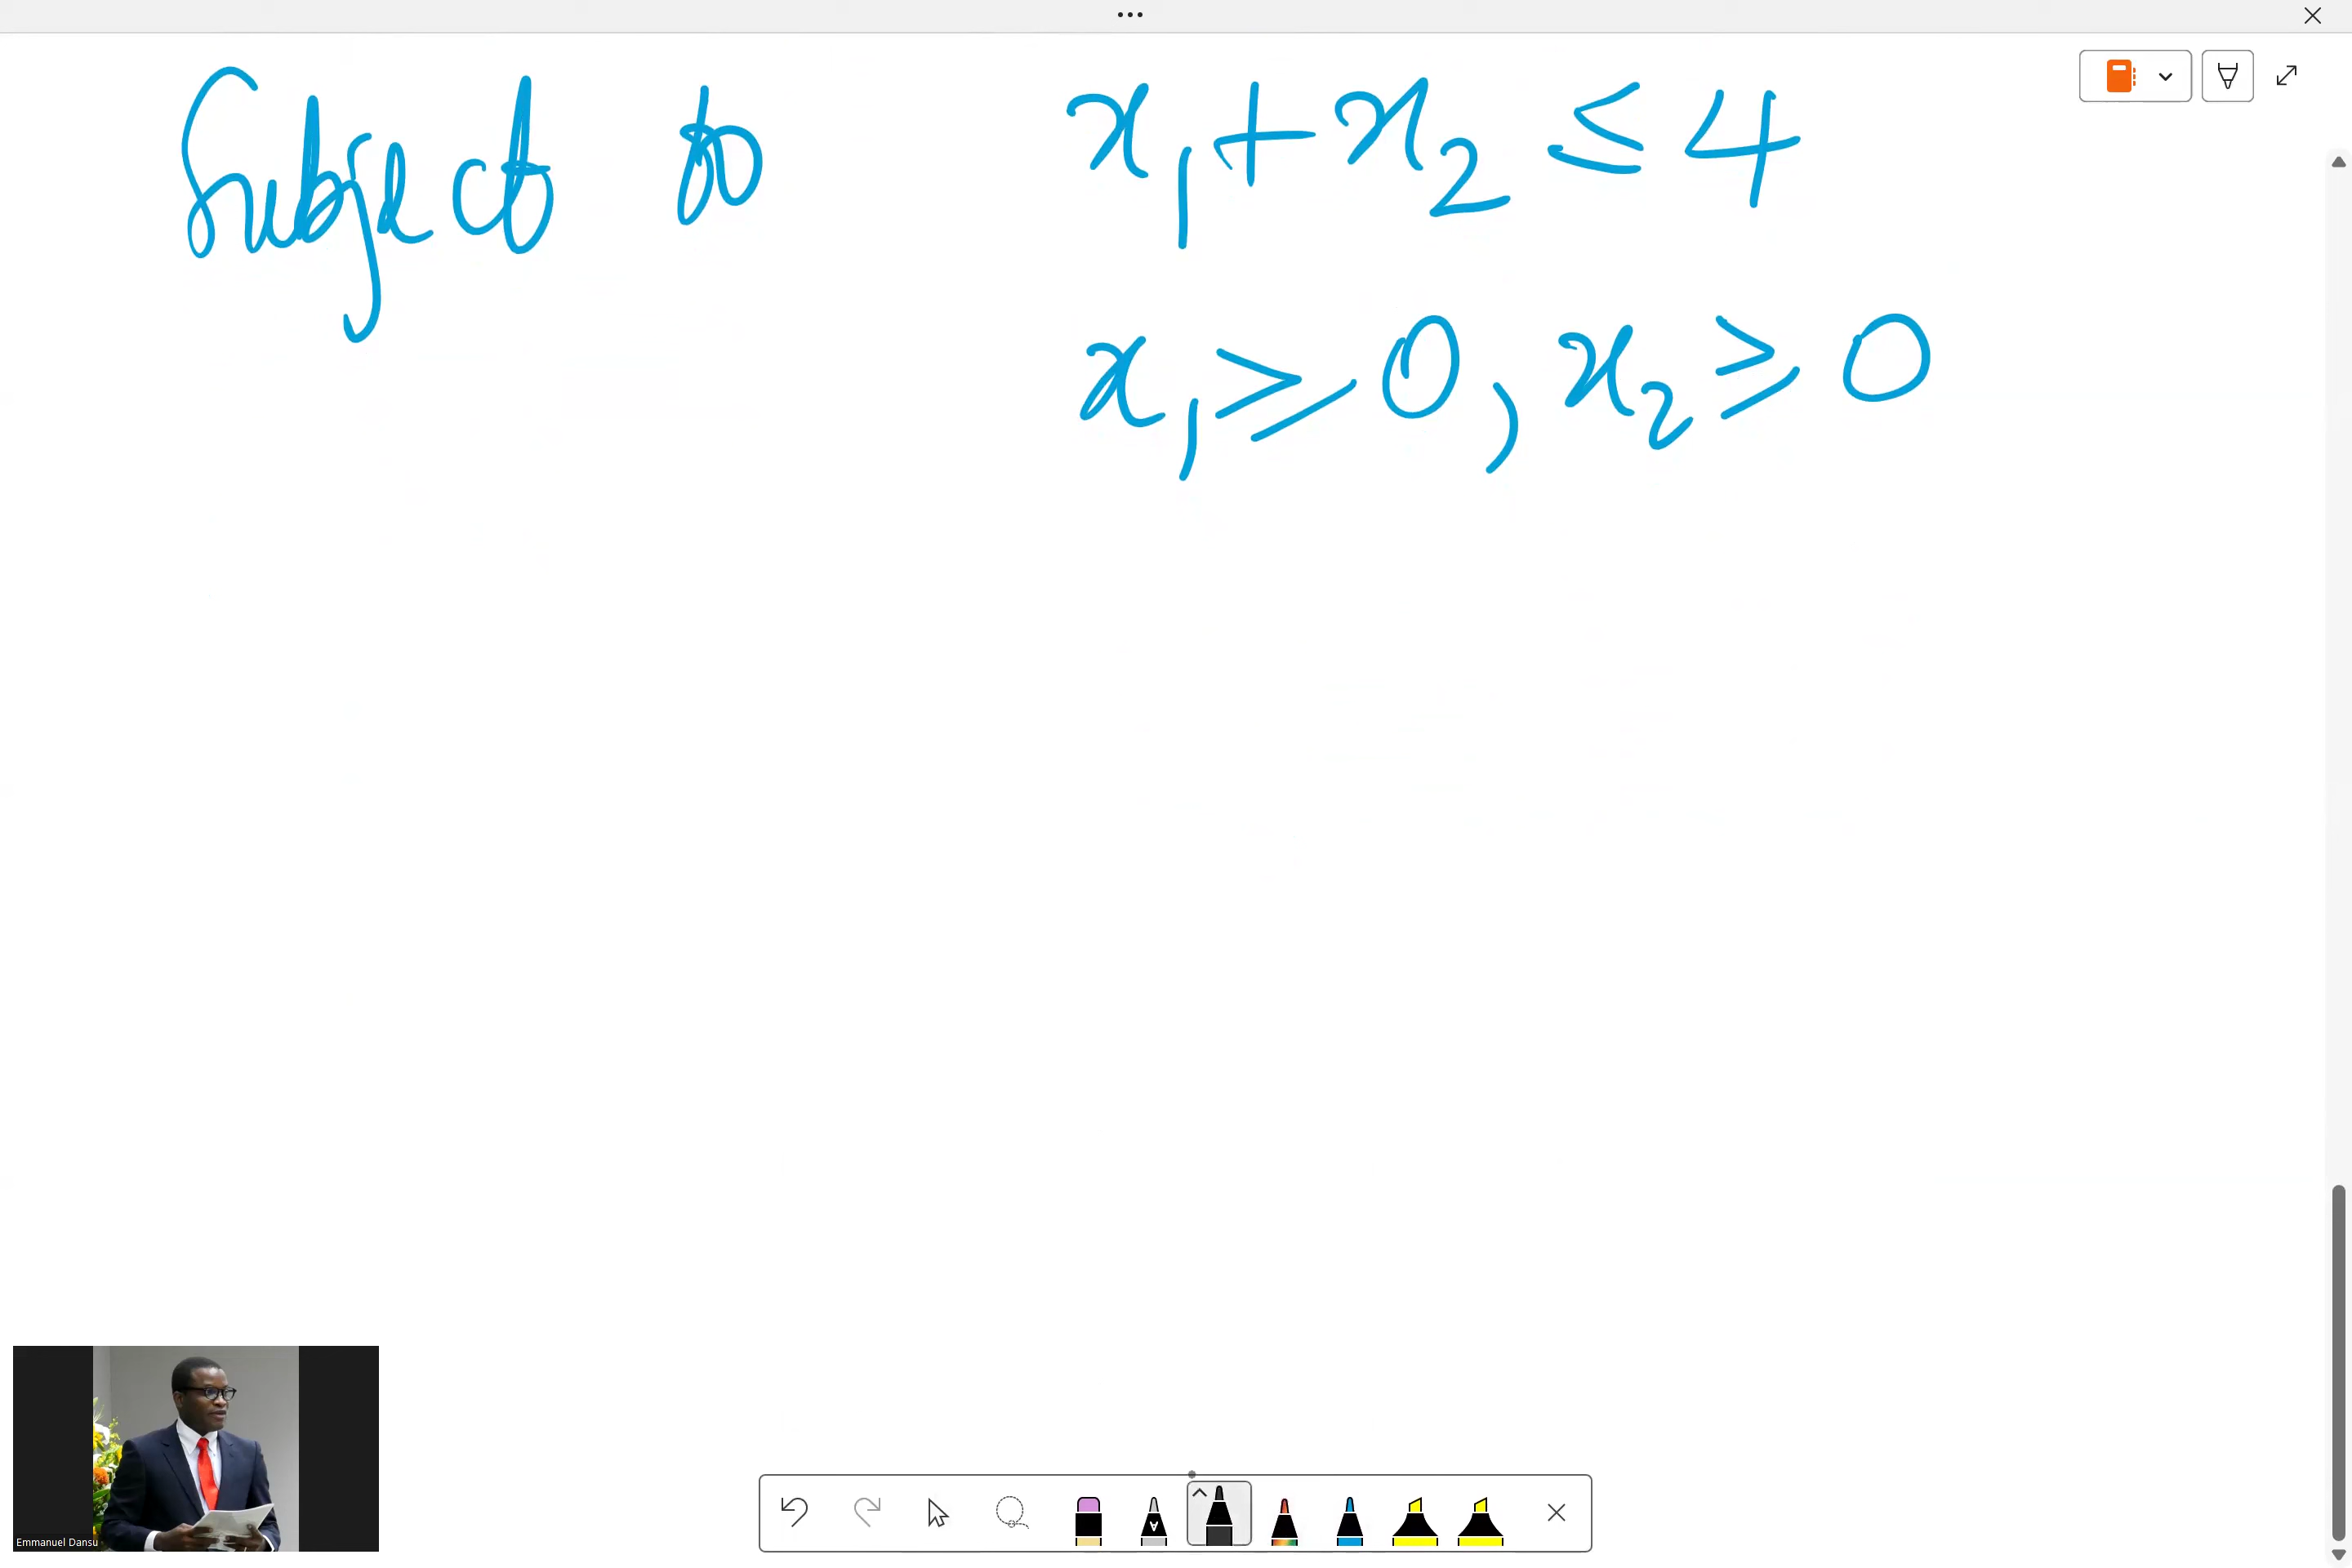 Subject to x₁ + x₂ ≤ 4
x₁ ≥ 0, x₂ ≥ 0
Emmanuel Dansu